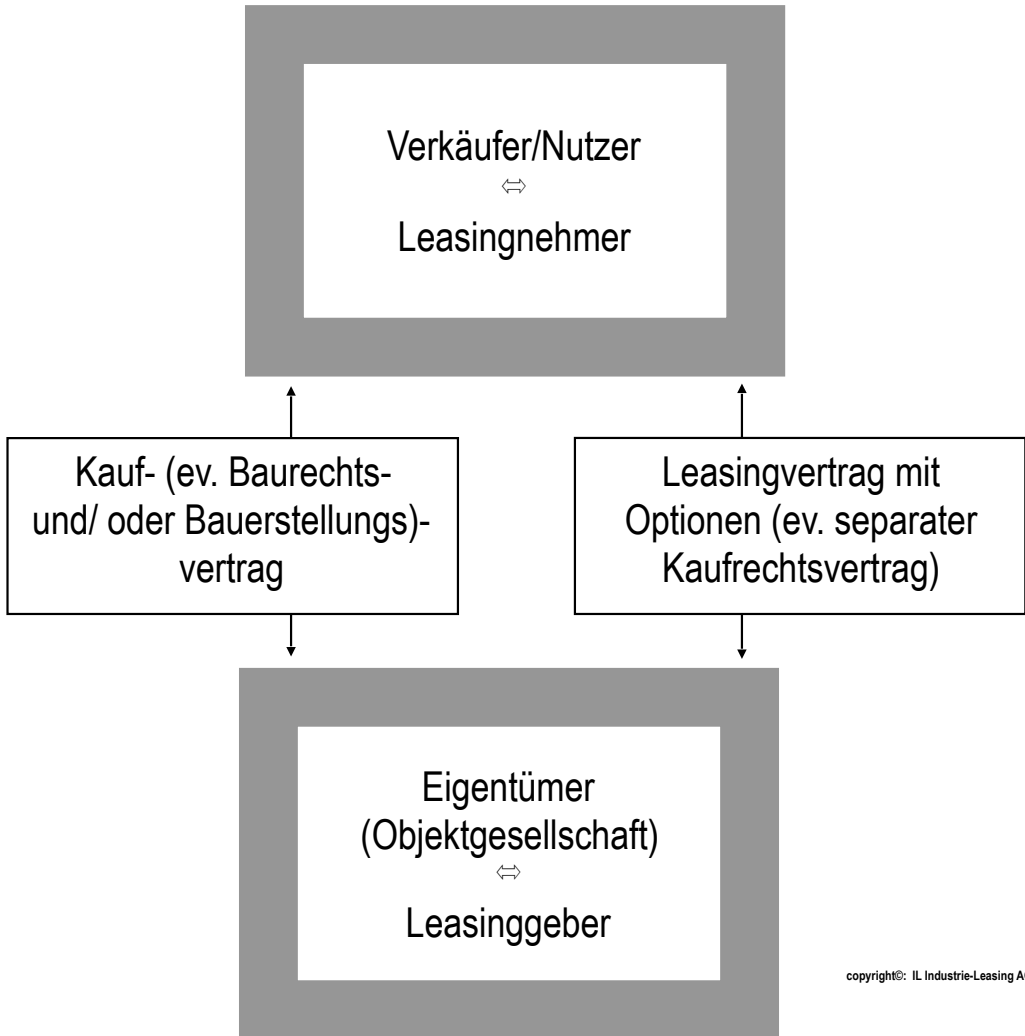 Verkäufer/Nutzer
⇔
Leasingnehmer
Kauf- (ev. Baurechts-
und/ oder Bauerstellungs)-
vertrag
Leasingvertrag mit
Optionen (ev. separater
Kaufrechtsvertrag)
Eigentümer
(Objektgesellschaft)
⇔
Leasinggeber
copyright©: IL Industrie-Leasing